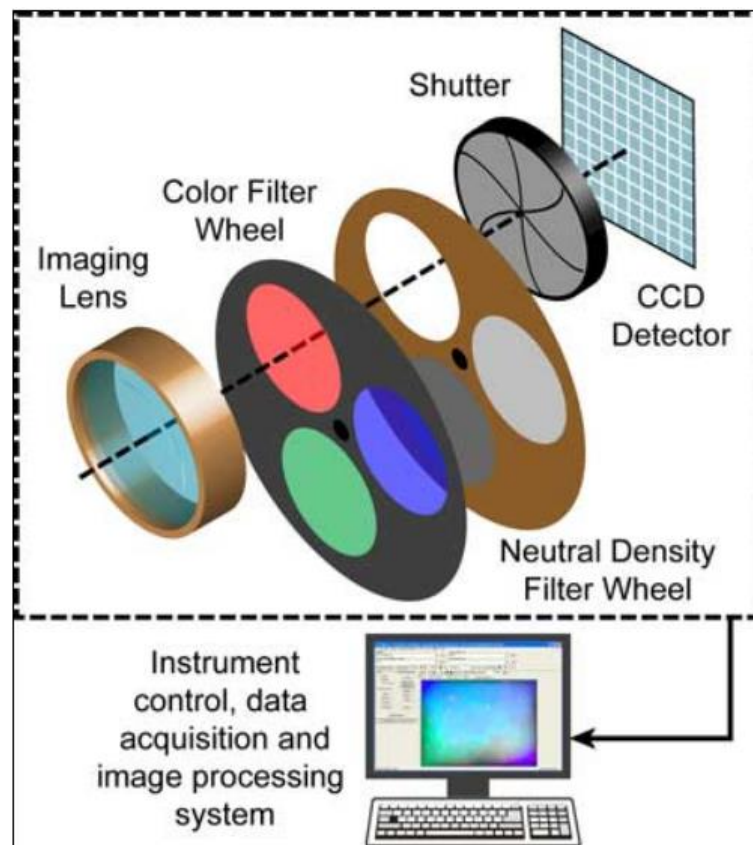 Shutter
Color Filter
Wheel
Imaging
Lens
CCD
Detector
Neutral Density
Filter Wheel
Instrument
control, data
acquisition and
image processing
system